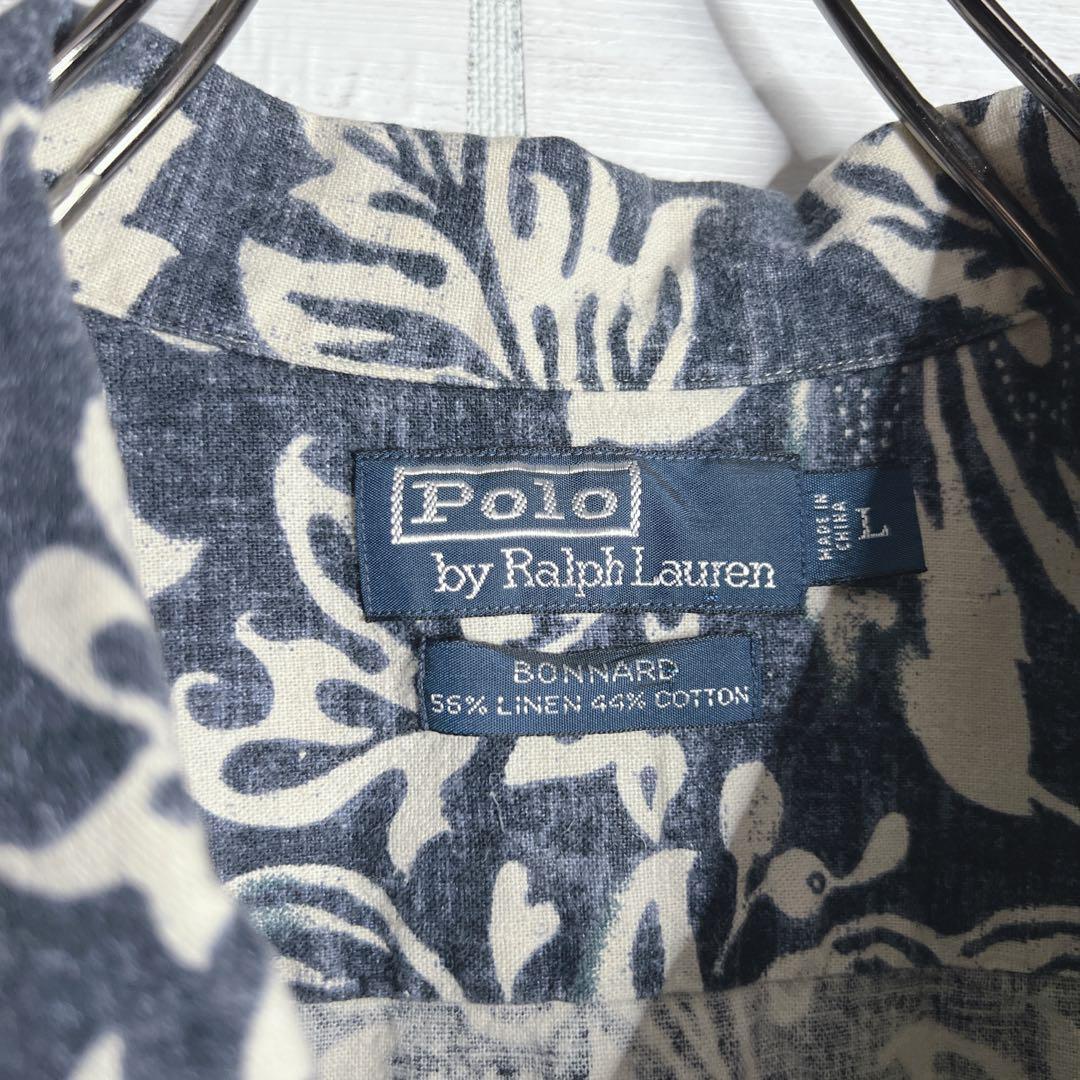 Polo
by Ralph Lauren
MADE IN
CHINA
L
BONNARD
56% LINEN 44% COTTON